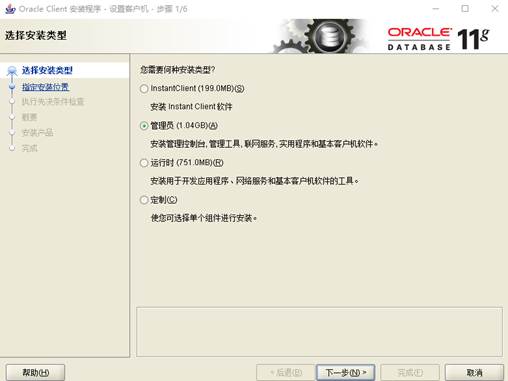 Oracle Client 安装程序 - 设置客户机 - 步骤 1/6
选择安装类型
ORACLE
DATABASE 11g
选择安装类型
指定安装位置
执行先决条件检查
概要
安装产品
完成
您需要何种安装类型?
InstantClient (199.0MB)(S)
安装 Instant Client 软件
管理员 (1.04GB)(A)
安装管理控制台, 管理工具, 联网服务, 实用程序和基本客户机软件。
运行时 (751.0MB)(R)
安装用于开发应用程序、网络服务和基本客户机软件的工具。
定制(C)
使您可选择单个组件进行安装。
帮助(H)
< 后退(B)
下一步(N) >
完成(F)
取消